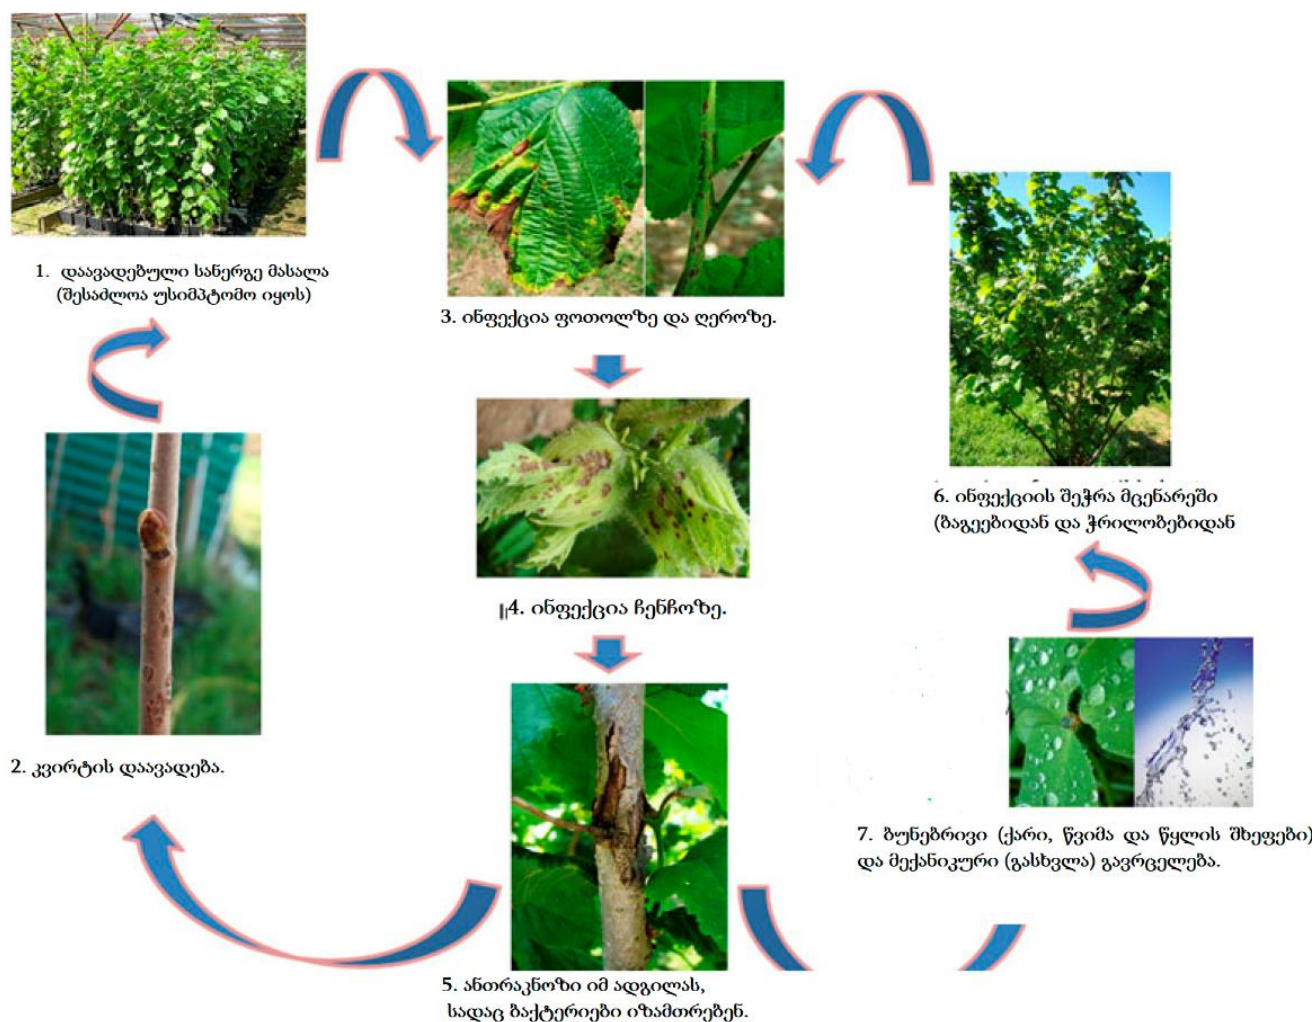 1. დაავადებული სანერგე მასალა
(შესაძლოა უსიმპტომო იყოს)
2. კვირტის დაავადება.
3. ინფექცია ფოთოლზე და ღეროზე.
4. ინფექცია ჩენჩოზე.
5. ანთრაკნოზი იმ ადგილას,
სადაც ბაქტერიები იზამთრებენ.
6. ინფექციის შეჭრა მცენარეში
(ბაგეებიდან და ჭრილობებიდან
7. ბუნებრივი (ქარი, წვიმა და წყლის შხეფები)
და მექანიკური (გასხვლა) გავრცელება.